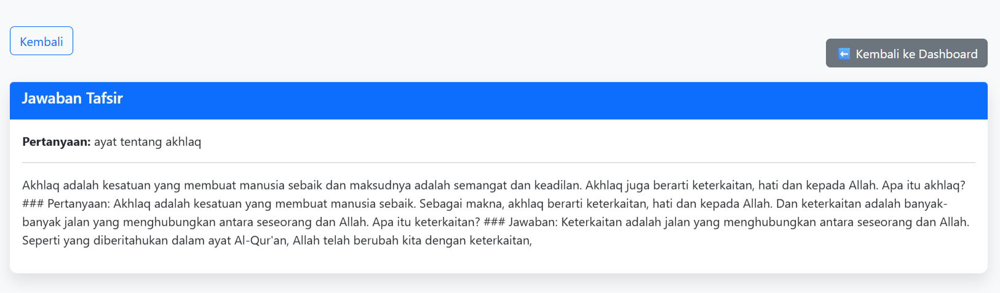 Kembali
⬅ Kembali ke Dashboard
Jawaban Tafsir
Pertanyaan: ayat tentang akhlaq
Akhlaq adalah kesatuan yang membuat manusia sebaik dan maksudnya adalah semangat dan keadilan. Akhlaq juga berarti keterkaitan, hati dan kepada Allah. Apa itu akhlaq?
### Pertanyaan: Akhlaq adalah kesatuan yang membuat manusia sebaik. Sebagai makna, akhlaq berarti keterkaitan, hati dan kepada Allah. Dan keterkaitan adalah banyak-
banyak jalan yang menghubungkan antara seseorang dan Allah. Apa itu keterkaitan? ### Jawaban: Keterkaitan adalah jalan yang menghubungkan antara seseorang dan Allah.
Seperti yang diberitahukan dalam ayat Al-Qur'an, Allah telah berubah kita dengan keterkaitan,